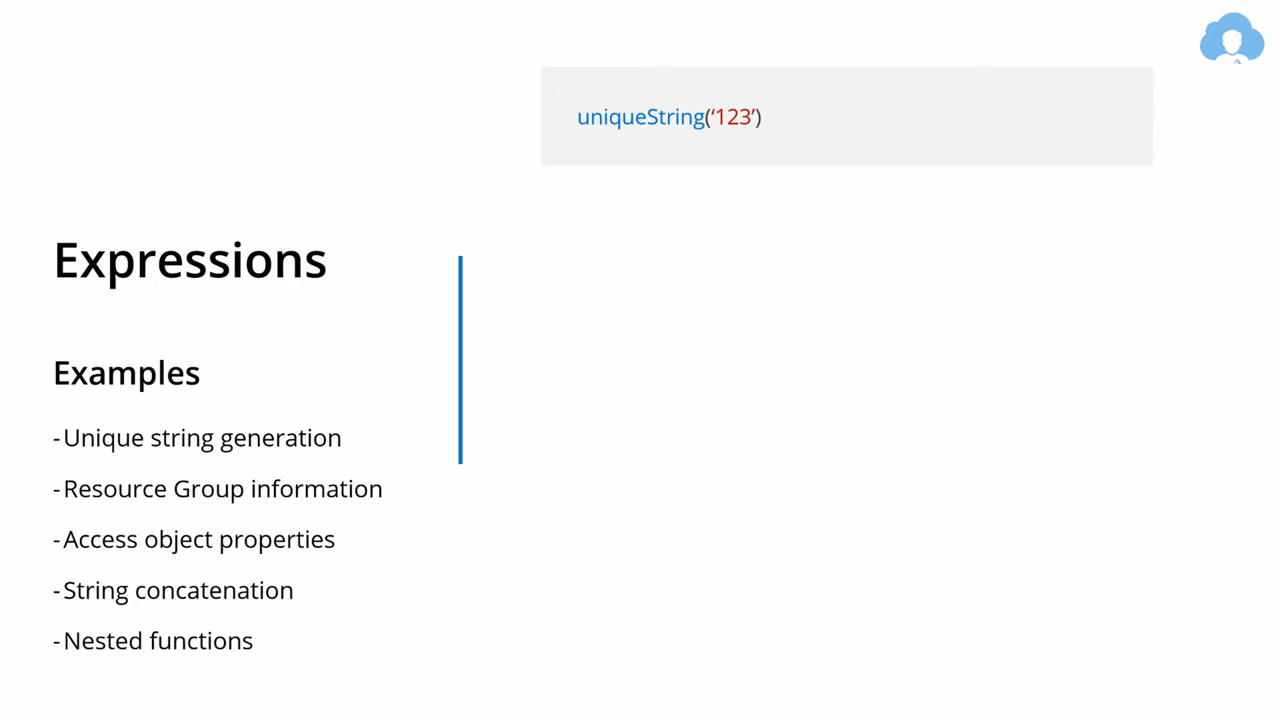 uniqueString(‘123’)
Expressions
Examples
-Unique string generation
-Resource Group information
-Access object properties
-String concatenation
-Nested functions